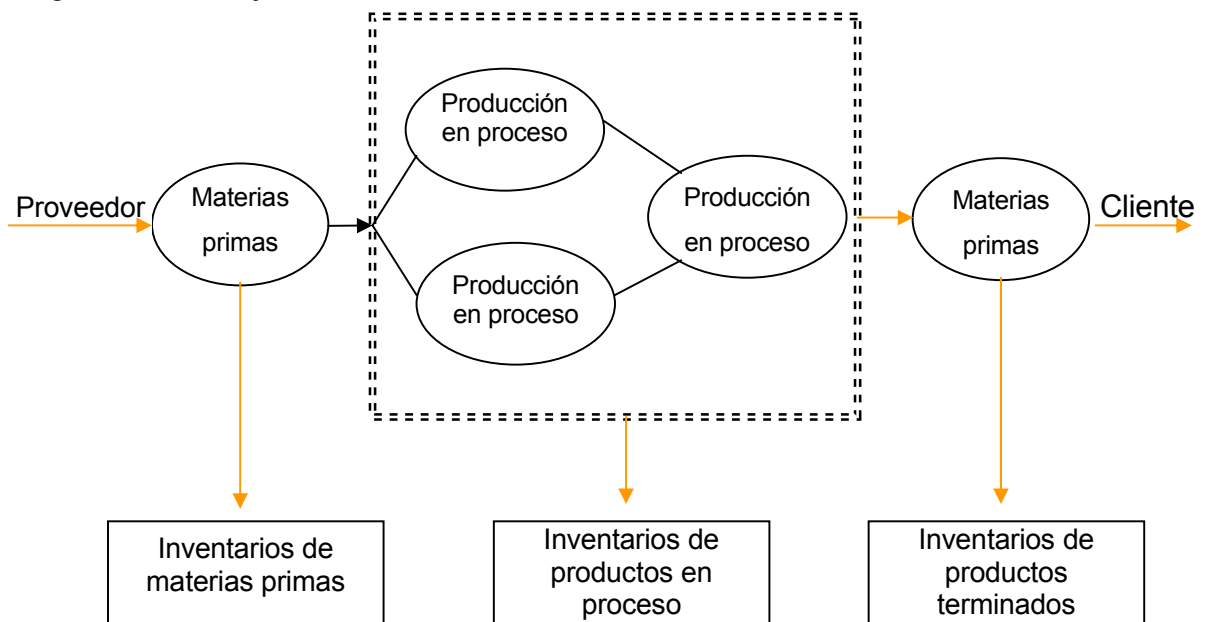 Producción
en proceso
Proveedor
Materias
primas
Producción
en proceso
Producción
en proceso
Materias
primas
Cliente
Inventarios de
materias primas
Inventarios de
productos en
proceso
Inventarios de
productos
terminados